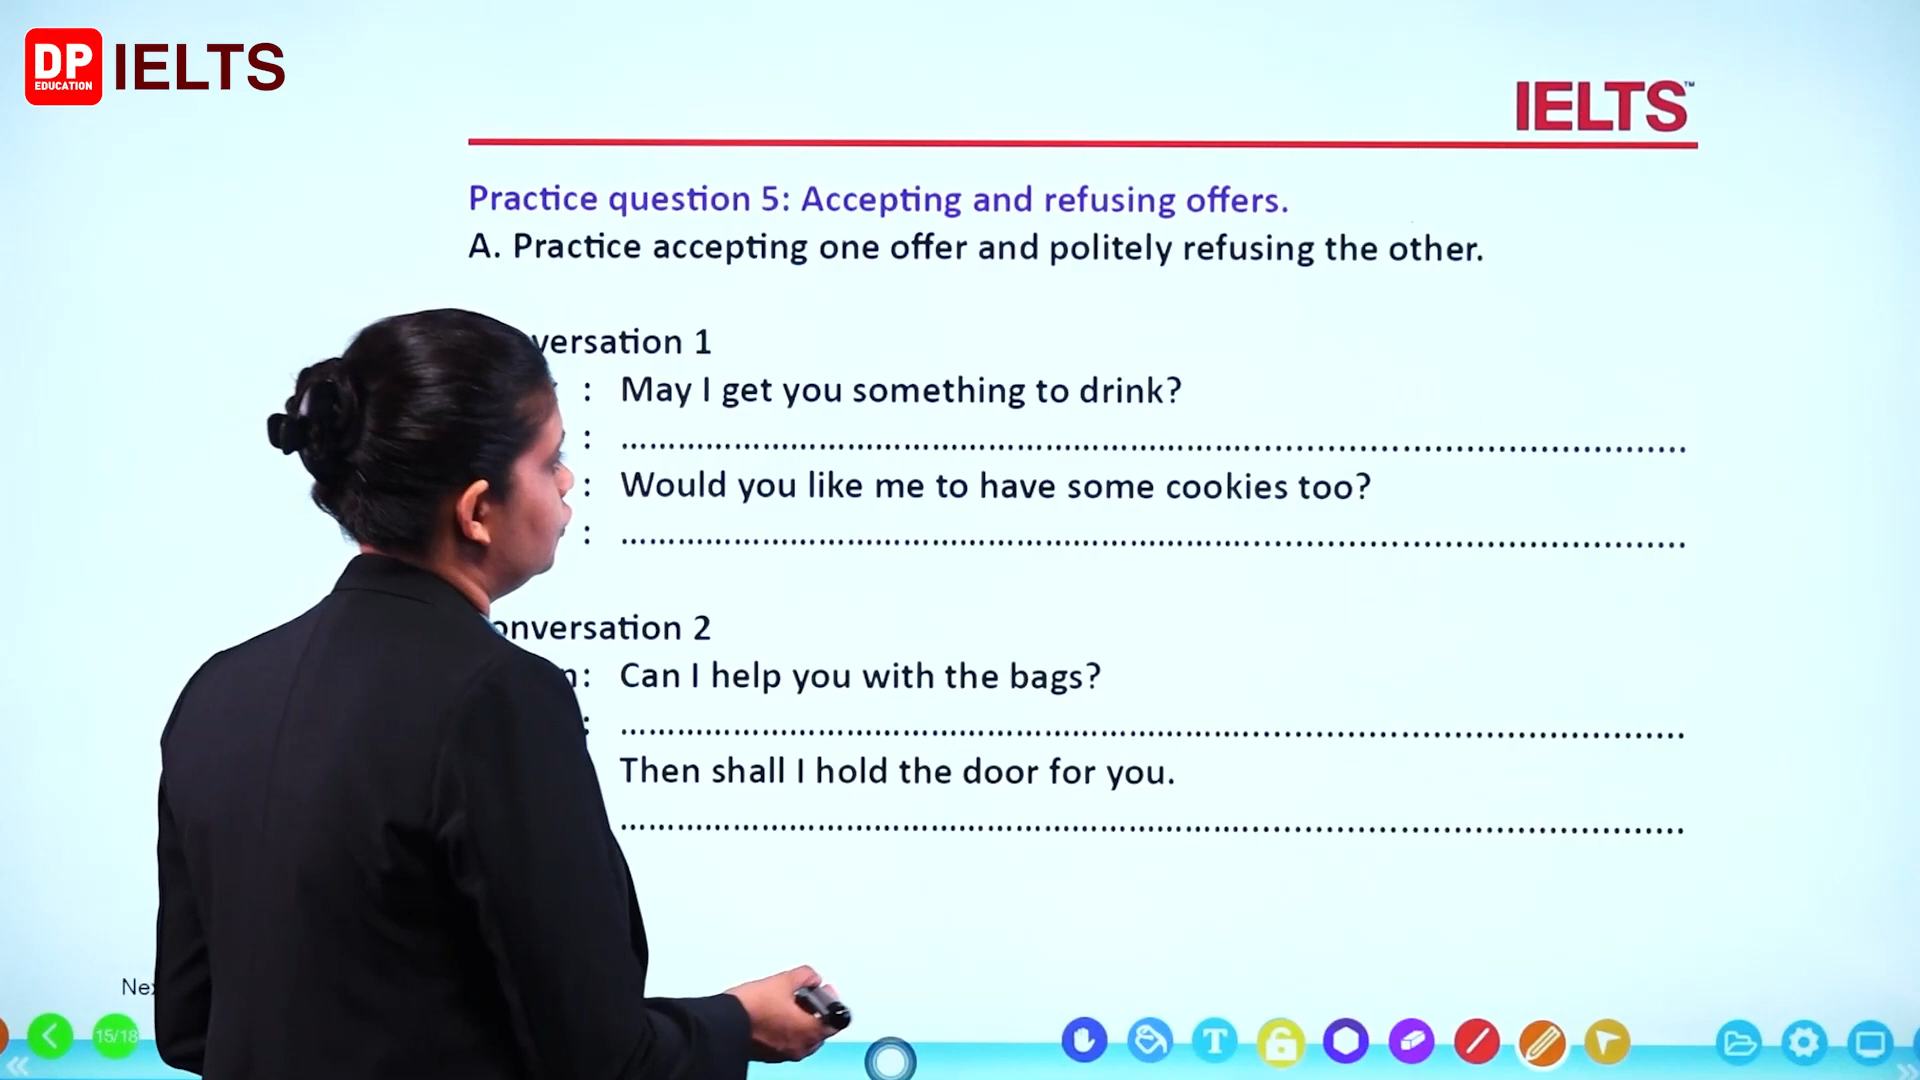 DP EDUCATION IELTS
IELTS™
Practice question 5: Accepting and refusing offers.
A. Practice accepting one offer and politely refusing the other.
versation 1
: May I get you something to drink?
: ........................................
: Would you like me to have some cookies too?
: ........................................
onversation 2
: Can I help you with the bags?
: ........................................
Then shall I hold the door for you.
........................................
15/18